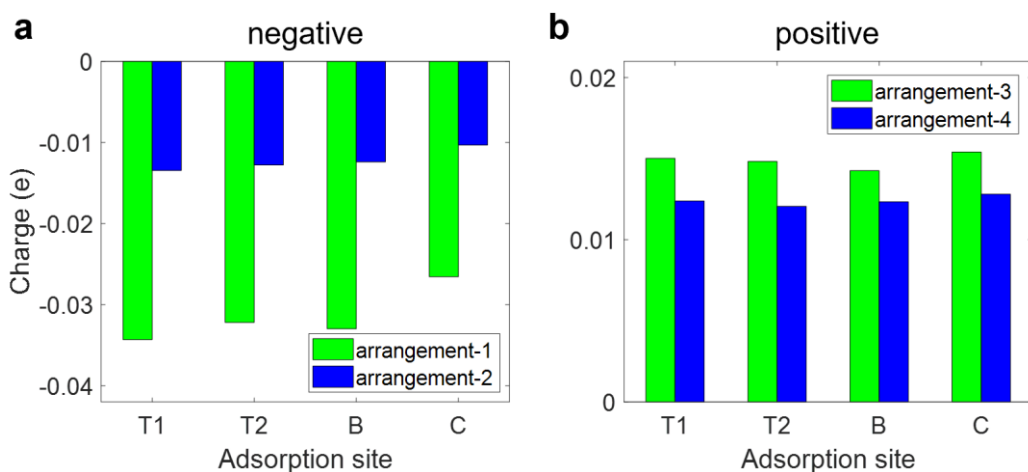 a
negative
0
-0.01
-0.02
-0.03
-0.04
Charge (e)
arrangement-1
arrangement-2
T1 T2 B C
Adsorption site
b
positive
0.02
0.01
0
arrangement-3
arrangement-4
T1 T2 B C
Adsorption site